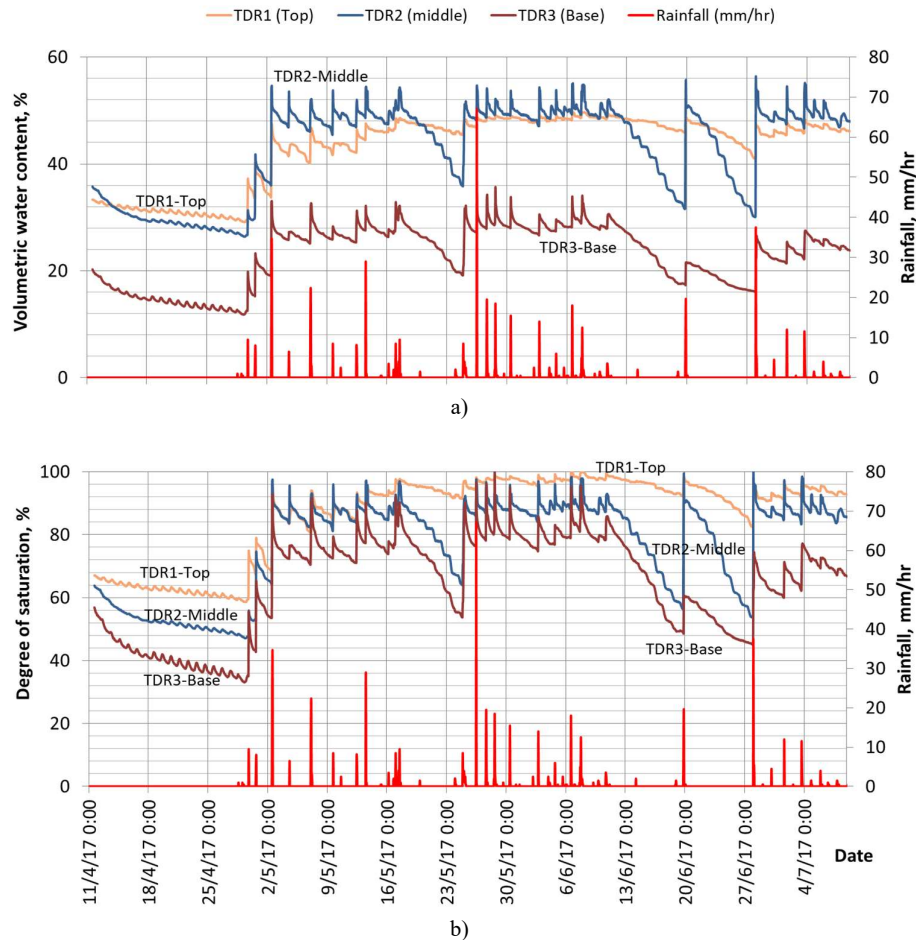 TDR1 (Top) TDR2 (middle) TDR3 (Base) Rainfall (mm/hr)
60 80
TDR2-Middle
70
50
60
40 50
TDR1-Top
30 40
TDR3-Base
30
20
20
10
10
0 0
Volumetric water content, %
Rainfall, mm/hr
a)
100 80
TDR1-Top
70
80
60
TDR1-Top
50
60
TDR2-Middle
TDR2-Middle
40
TDR3-Base
TDR3-Base
40
30
20
20
10
0 0
Degree of saturation, %
Rainfall, mm/hr
11/4/17 0:00
18/4/17 0:00
25/4/17 0:00
2/5/17 0:00
9/5/17 0:00
16/5/17 0:00
23/5/17 0:00
30/5/17 0:00
6/6/17 0:00
13/6/17 0:00
20/6/17 0:00
27/6/17 0:00
4/7/17 0:00
Date
b)